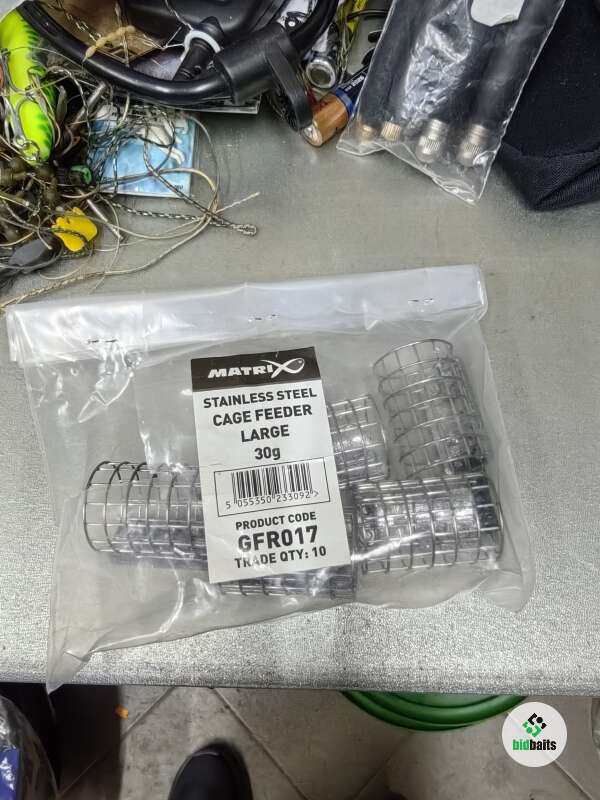 MATRIX
STAINLESS STEEL
CAGE FEEDER
LARGE
30g
5 055350 233092 >
PRODUCT CODE
GFR017
TRADE QTY: 10
bidbaits